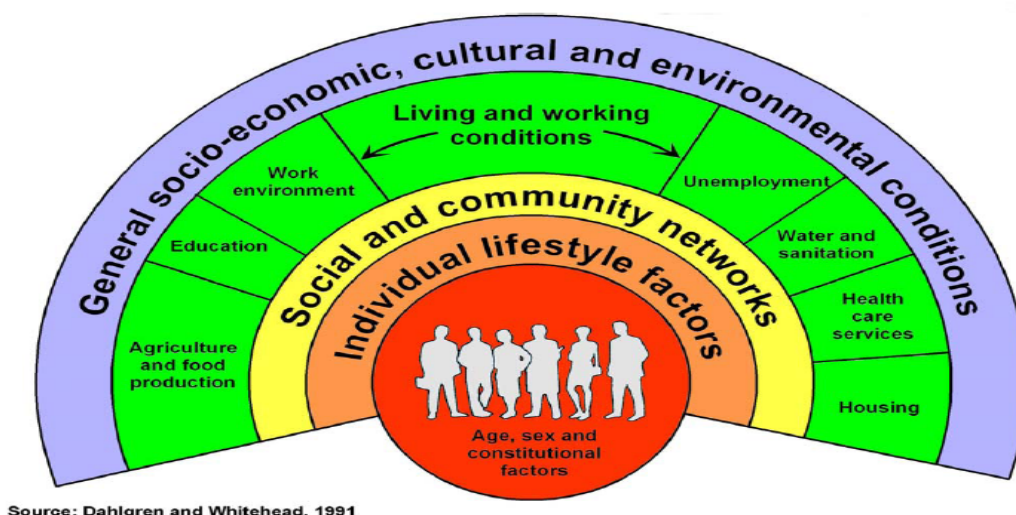 General socio-economic, cultural and environmental conditions
Living and working
conditions
Work
environment
Unemployment
Education
Water and
sanitation
Agriculture
and food
production
Health
care
services
Housing
Social and community networks
Individual lifestyle factors
Age, sex and
constitutional
factors
Source: Dahlgren and Whitehead, 1991